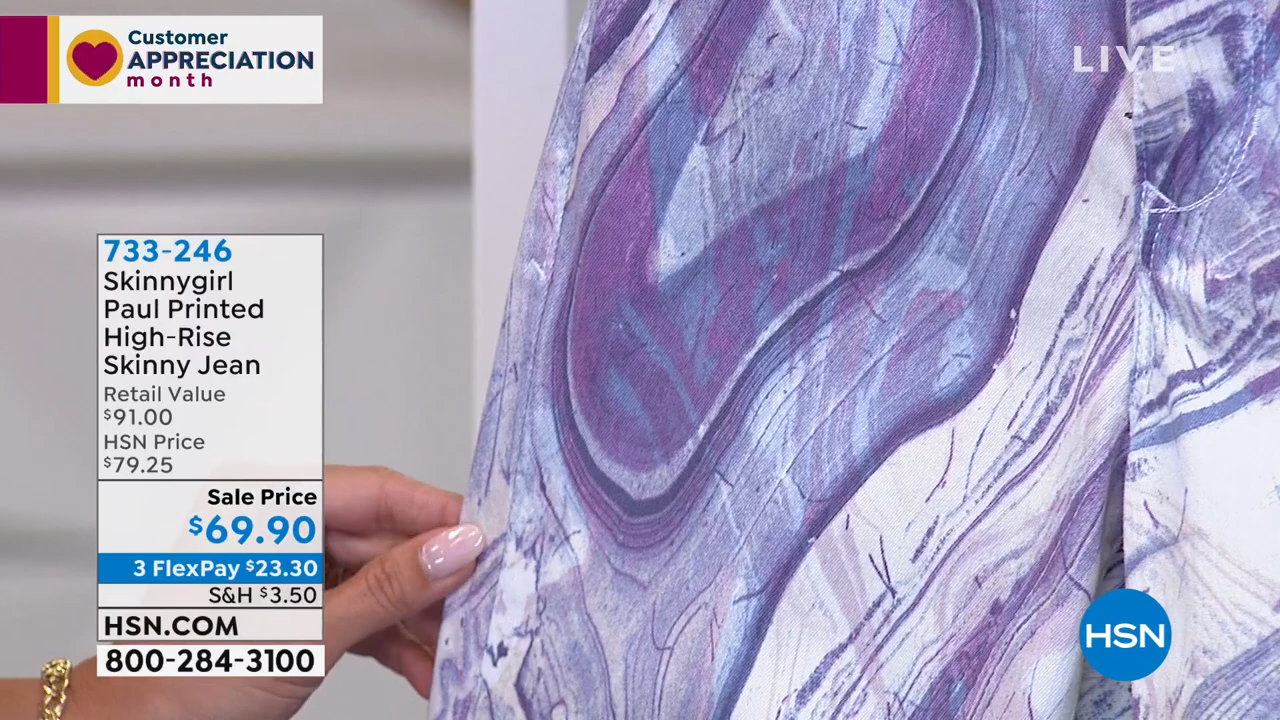 Customer
APPRECIATION
month
LIVE
733-246
Skinnygirl
Paul Printed
High-Rise
Skinny Jean
Retail Value
$91.00
HSN Price
$79.25
Sale Price
$69.90
3 FlexPay $23.30
S&H $3.50
HSN.COM
800-284-3100
HSN